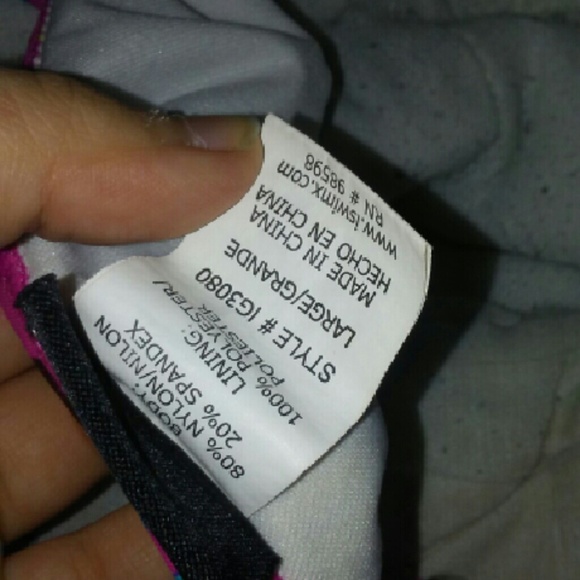 BODY:
80% NYLON/NILON
20% SPANDEX
LINING:
100% POLYESTER/
POLIESTER
STYLE # IG3080
LARGE/GRANDE
MADE IN CHINA
HECHO EN CHINA
www.iswimx.com
RN # 98598